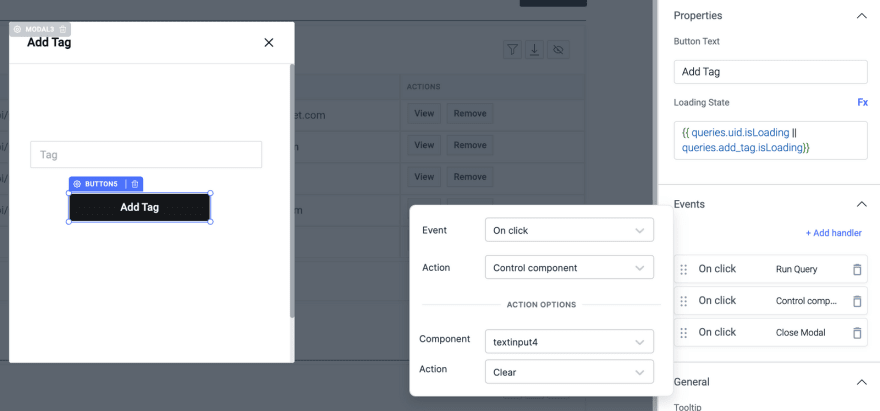 MODAL3
Add Tag
Tag
BUTTON5
Add Tag
ACTIONS
et.com
View
Remove
View
Remove
View
Remove
Event
On click
Action
Control component
ACTION OPTIONS
Component
textinput4
Action
Clear
Properties
Button Text
Add Tag
Loading State
Fx
{{ queries.uid.isLoading ||
queries.add_tag.isLoading}}
Events
+ Add handler
On click
Run Query
On click
Control comp...
On click
Close Modal
General
Tooltip